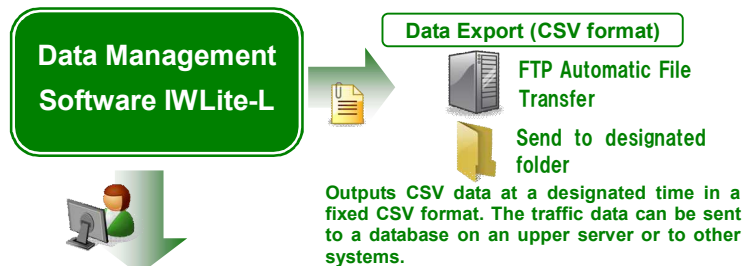 Data Management
Software IWLite-L
Data Export (CSV format)
FTP Automatic File
Transfer
Send to designated
folder
Outputs CSV data at a designated time in a
fixed CSV format. The traffic data can be sent
to a database on an upper server or to other
systems.